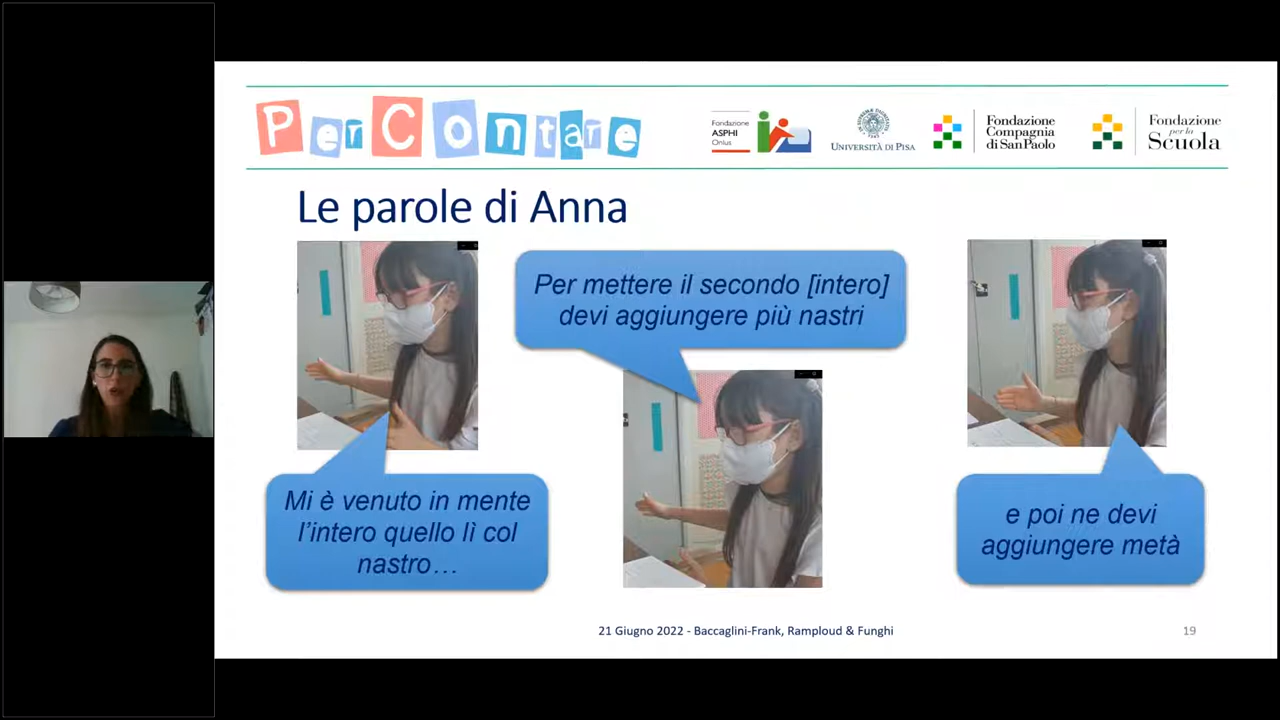 PerContare
Fondazione
ASPHI
Onlus
UNIVERSITÀ DI PISA
Fondazione
Compagnia
di San Paolo
Fondazione
per la
Scuola
Le parole di Anna
Per mettere il secondo [intero]
devi aggiungere più nastri
Mi è venuto in mente
l'intero quello lì col
nastro…
e poi ne devi
aggiungere metà
21 Giugno 2022 - Baccaglini-Frank, Ramploud & Funghi
19